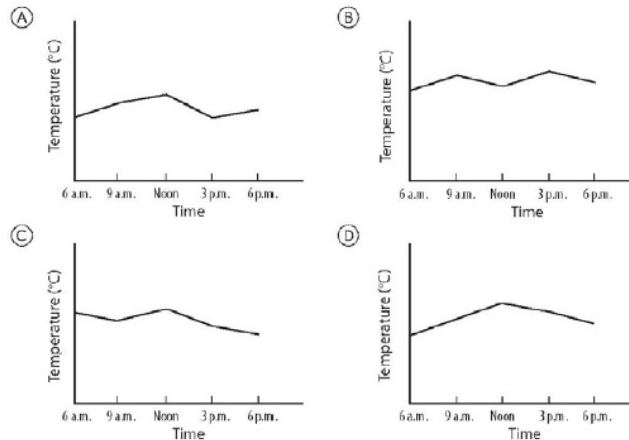 A
Temperature (°C)
6 a.m. 9 a.m. Noon 3 p.m. 6 p.m.
Time
B
Temperature (°C)
6 a.m. 9 a.m. Noon 3 p.m. 6 p.m.
Time
C
Temperature (°C)
6 a.m. 9 a.m. Noon 3 p.m. 6 p.m.
Time
D
Temperature (°C)
6 a.m. 9 a.m. Noon 3 p.m. 6 p.m.
Time